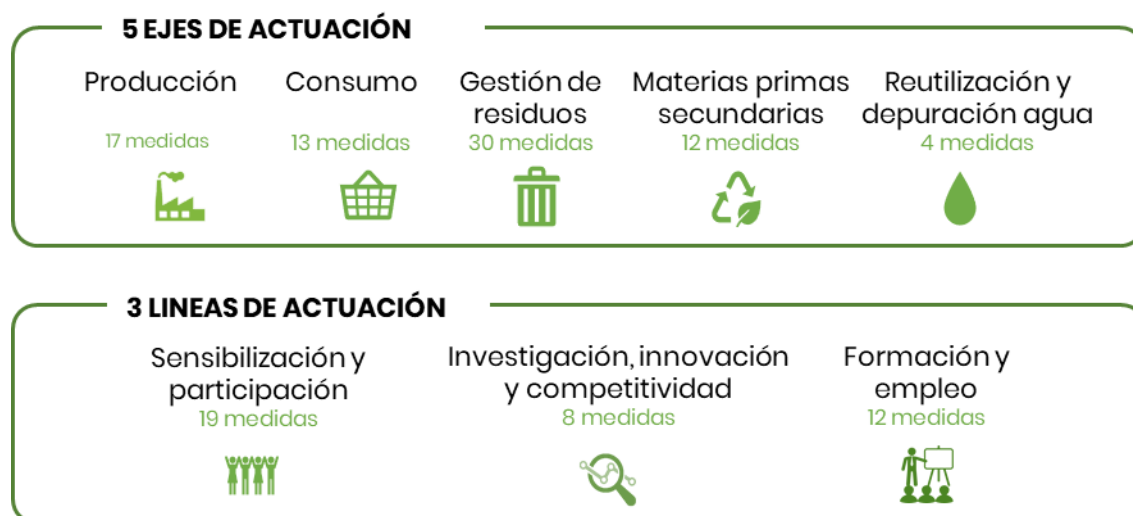 5 EJES DE ACTUACIÓN
Producción
17 medidas
Consumo
13 medidas
Gestión de
residuos
30 medidas
Materias primas
secundarias
12 medidas
Reutilización y
depuración agua
4 medidas
3 LINEAS DE ACTUACIÓN
Sensibilización y
participación
19 medidas
Investigación, innovación
y competitividad
8 medidas
Formación y
empleo
12 medidas